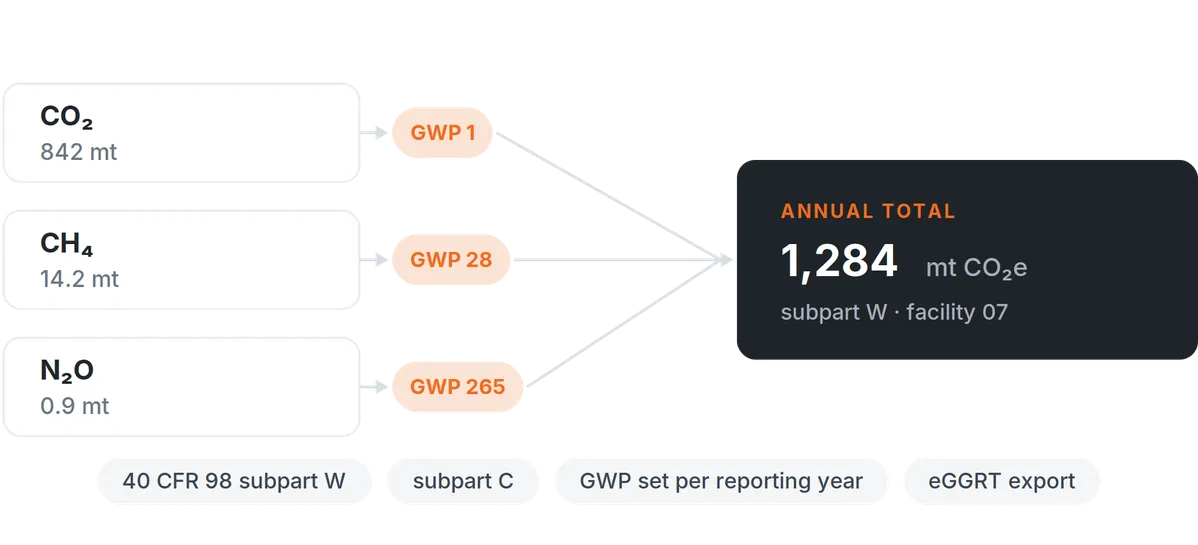 CO₂
842 mt
GWP 1
CH₄
14.2 mt
GWP 28
N₂O
0.9 mt
GWP 265
ANNUAL TOTAL
1,284 mt CO₂e
subpart W · facility 07
40 CFR 98 subpart W
subpart C
GWP set per reporting year
eGGRT export